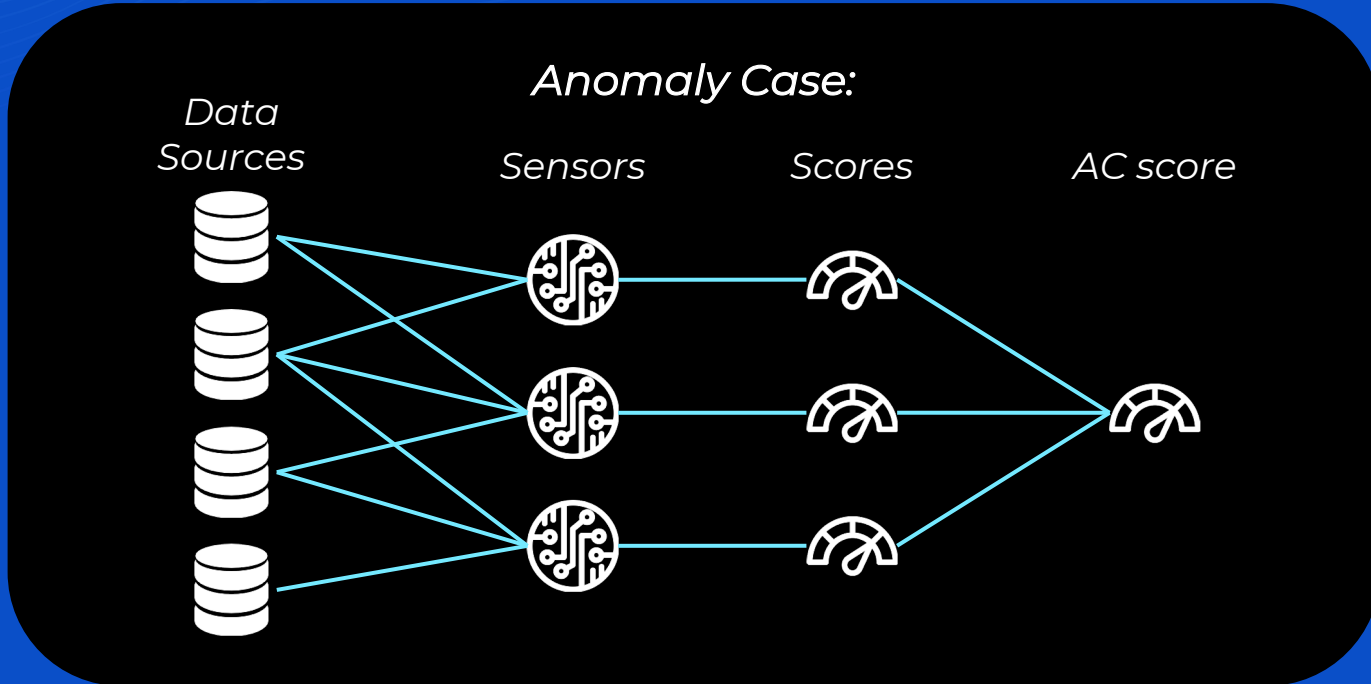 Anomaly Case:
Data
Sources
Sensors
Scores
AC score